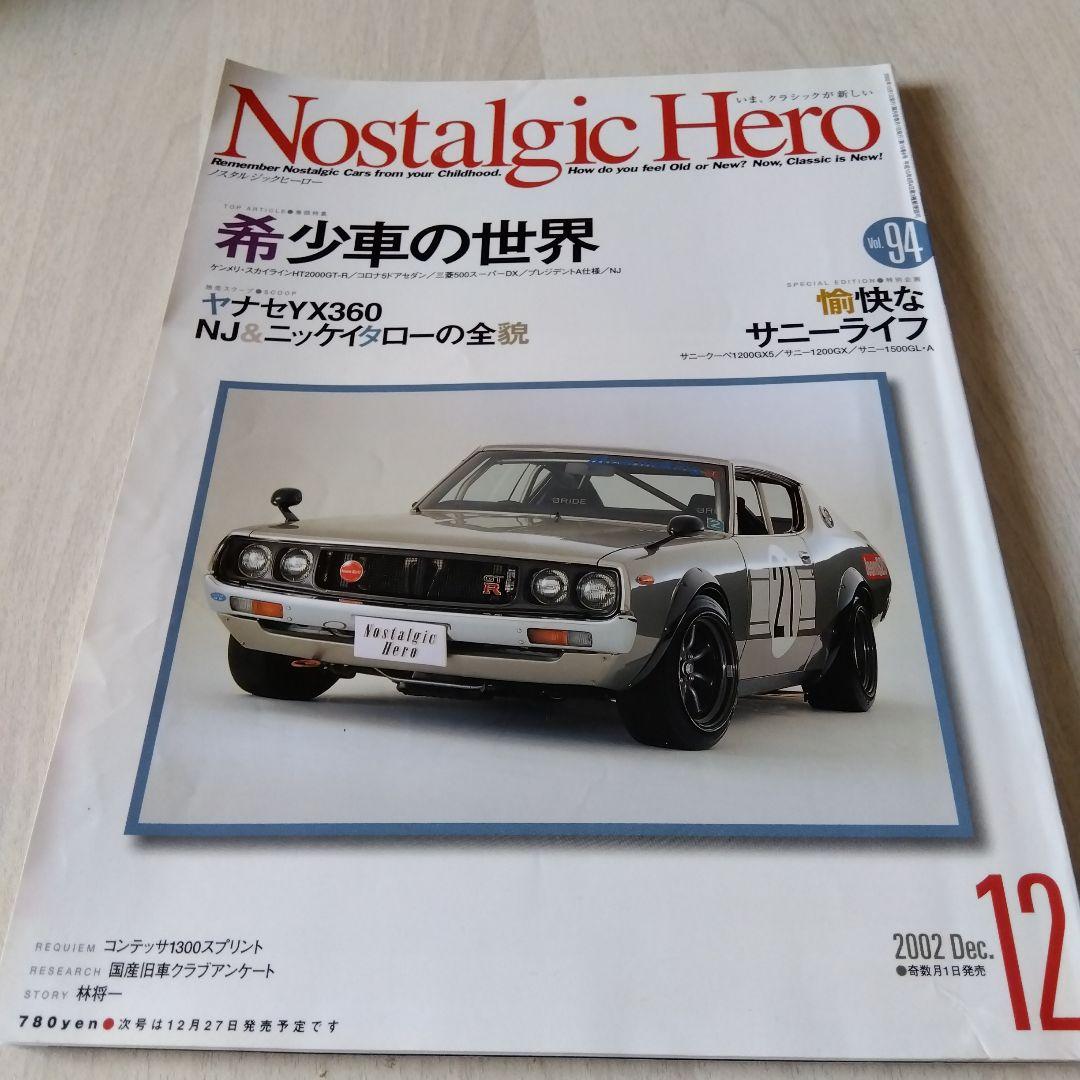 Nostalgic Hero
いま、クラシックが新しい
Remember Nostalgic Cars from your Childhood. How do you feel Old or New? Now, Classic is New!
ノスタルジックヒーロー
TOP ARTICLE●巻頭特集
希少車の世界
ケンメリ・スカイラインHT2000GT-R／コロナ5ドアセダン／三菱500スーパーDX／プレジデントA仕様／NJ
Vol. 94
独走スクープ●SCOOP
ヤナセYX360
NJ&ニッケイタローの全貌
SPECIAL EDITION●特別企画
愉快な
サニーライフ
サニークーペ1200GX5／サニー1200GX／サニー1500GL・A
BRIDE
BRIDE
GT
R
21
Nostalgic
Hero
REQUIEM コンテッサ1300スプリント
RESEARCH 国産旧車クラブアンケート
STORY 林将一
780yen●次号は12月27日発売予定です
2002 Dec.
●奇数月1日発売
12